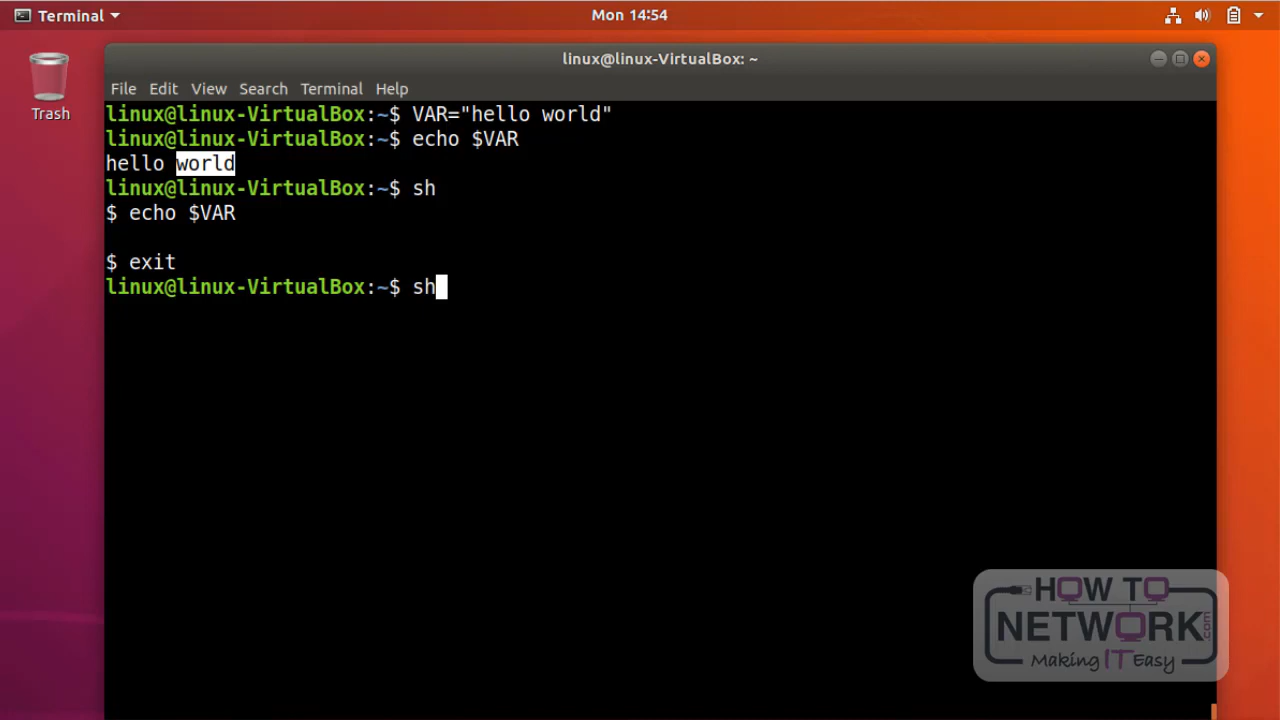 Terminal
Mon 14:54
Trash
linux@linux-VirtualBox: ~
File Edit View Search Terminal Help
linux@linux-VirtualBox:~$ VAR="hello world"
linux@linux-VirtualBox:~$ echo $VAR
hello world
linux@linux-VirtualBox:~$ sh
$ echo $VAR
$ exit
linux@linux-VirtualBox:~$ sh
HOW TO
NETWORK.com
Making IT Easy